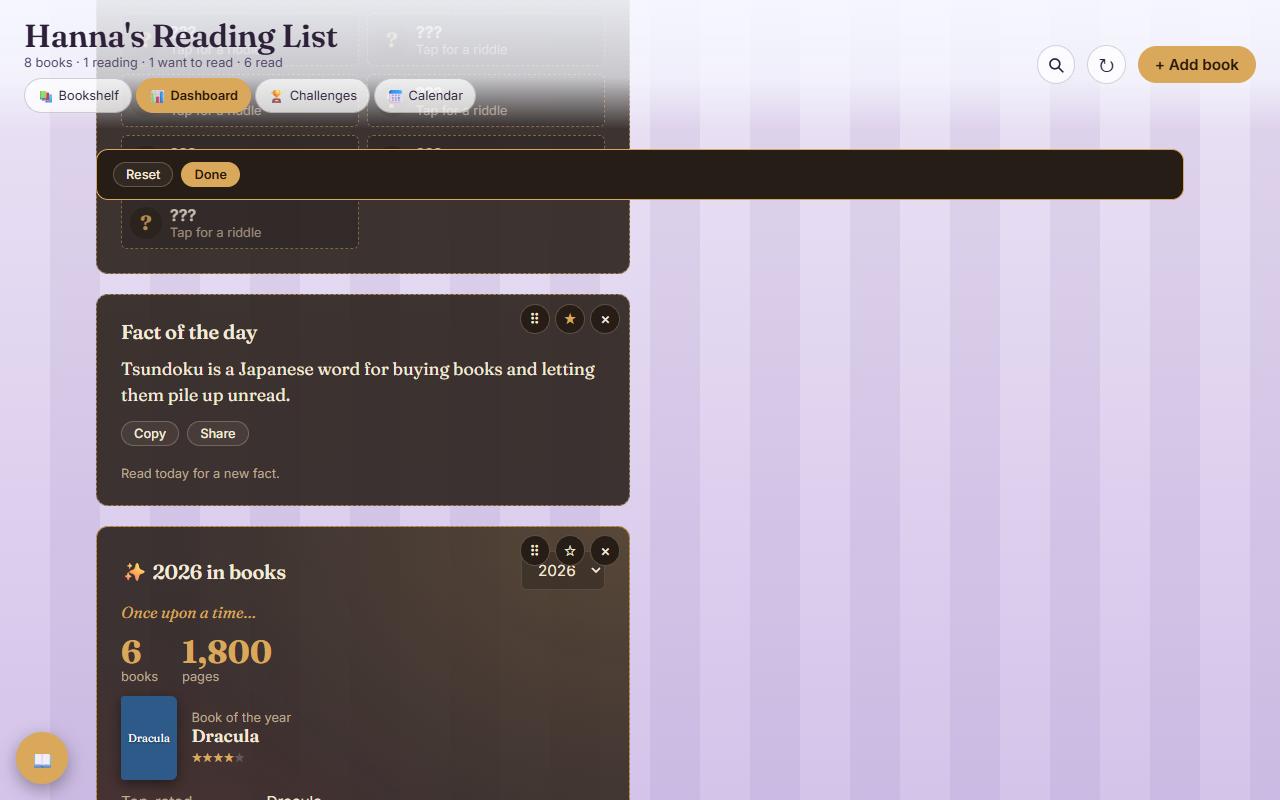 Hanna's Reading List
8 books · 1 reading · 1 want to read · 6 read
Bookshelf
Dashboard
Challenges
Calendar
+ Add book
? ???
Tap for a riddle
Tap for a riddle
Tap for a riddle
Reset
Done
? ???
Tap for a riddle
Fact of the day
Tsundoku is a Japanese word for buying books and letting
them pile up unread.
Copy
Share
Read today for a new fact.
2026 in books
2026
Once upon a time...
6 1,800
books pages
Dracula
Book of the year
Dracula
★★★★★
Top-rated Dracula